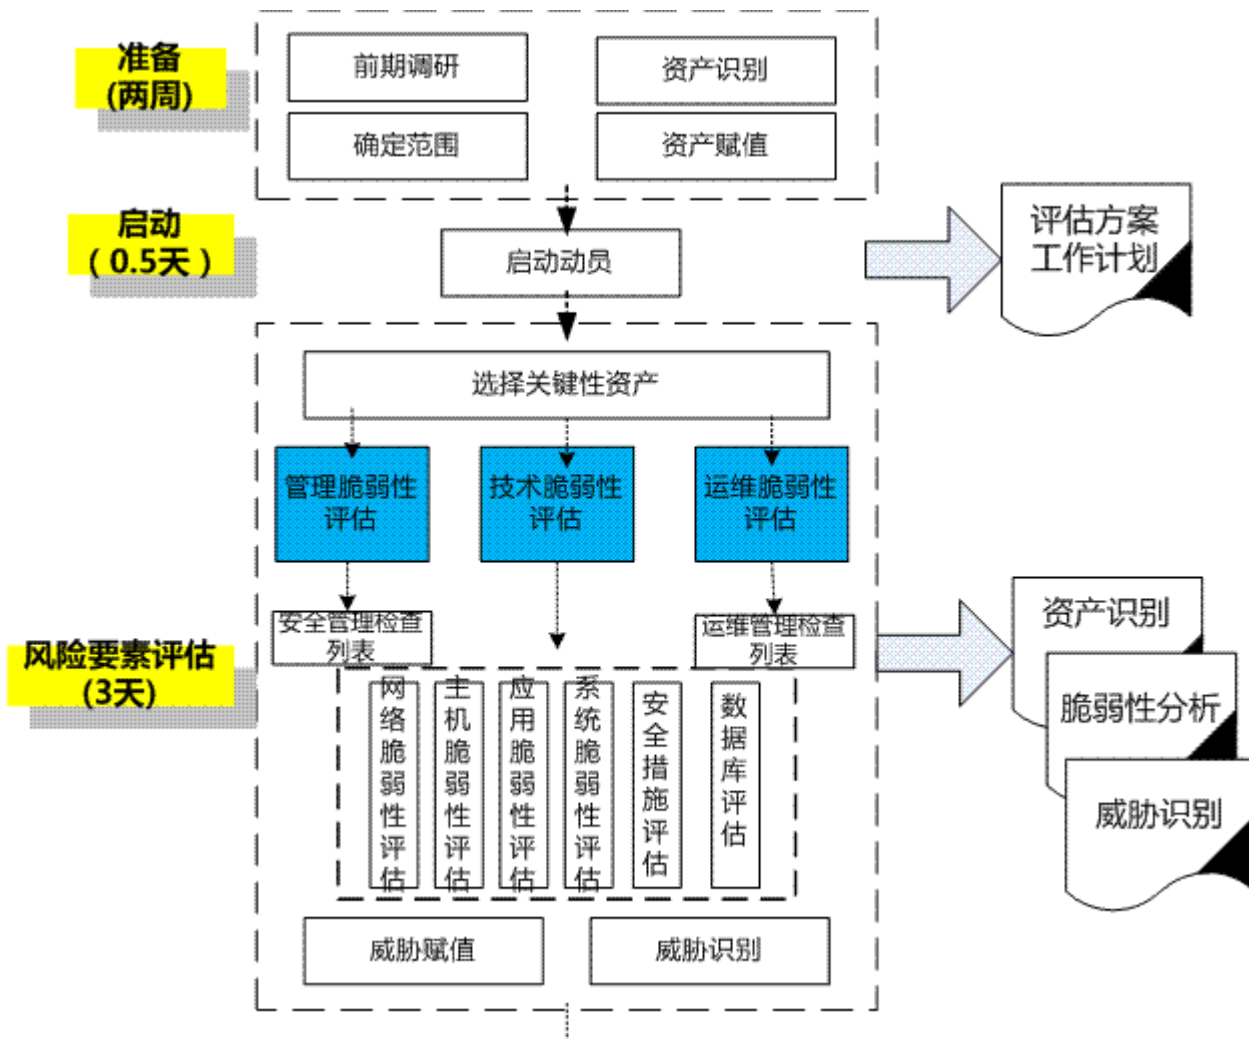 准备
(两周)
前期调研
资产识别
确定范围
资产赋值
启动
（ 0.5天 ）
启动动员
评估方案
工作计划
选择关键性资产
管理脆弱性
评估
技术脆弱性
评估
运维脆弱性
评估
安全管理检查
列表
运维管理检查
列表
风险要素评估
(3天)
网络脆弱性评估
主机脆弱性评估
应用脆弱性评估
系统脆弱性评估
安全措施评估
数据库评估
威胁赋值
威胁识别
资产识别
脆弱性分析
威胁识别